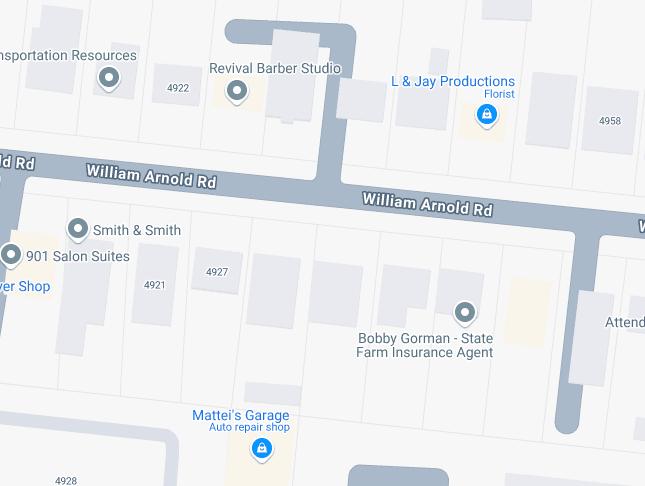 nsportation Resources
4922
Revival Barber Studio
L & Jay Productions
Florist
4958
ld Rd
William Arnold Rd
William Arnold Rd
W
Smith & Smith
901 Salon Suites
ver Shop
4921
4927
Bobby Gorman - State
Farm Insurance Agent
Attend
Mattei's Garage
Auto repair shop
4928